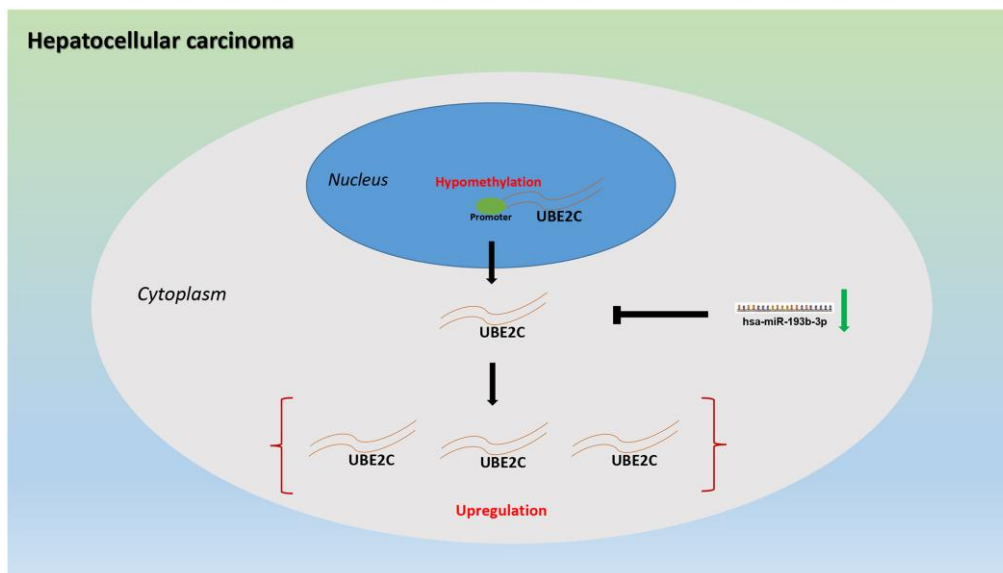 Hepatocellular carcinoma
Nucleus
Hypomethylation
Promoter
UBE2C
Cytoplasm
UBE2C
hsa-miR-193b-3p
UBE2C
UBE2C
UBE2C
Upregulation